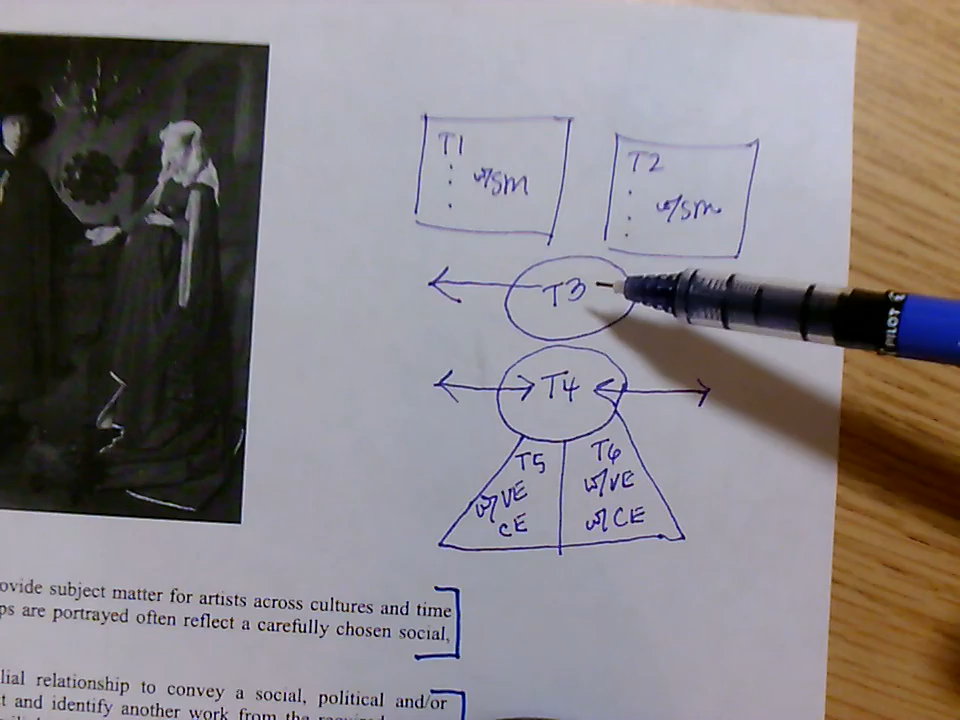 T1
w/SM
T2
w/SM
T3
T4
T5
w/VE
CE
T6
w/VE
w/CE
PILOT
ovide subject matter for artists across cultures and time
ps are portrayed often reflect a carefully chosen social,
lial relationship to convey a social, political and/or
t and identify another work from the